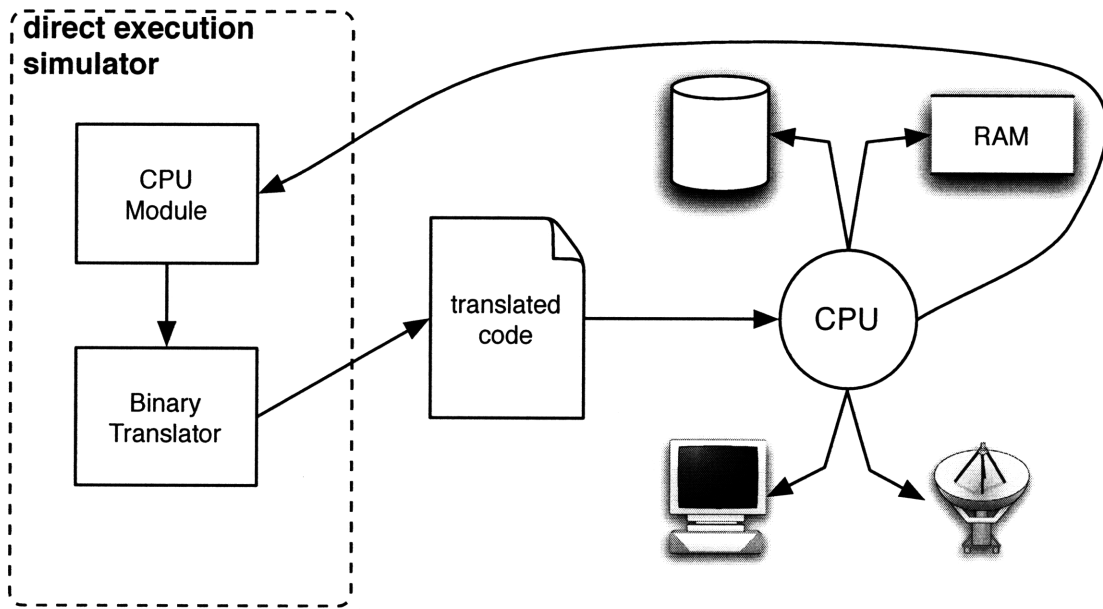 direct execution
simulator
CPU
Module
Binary
Translator
translated
code
RAM
CPU